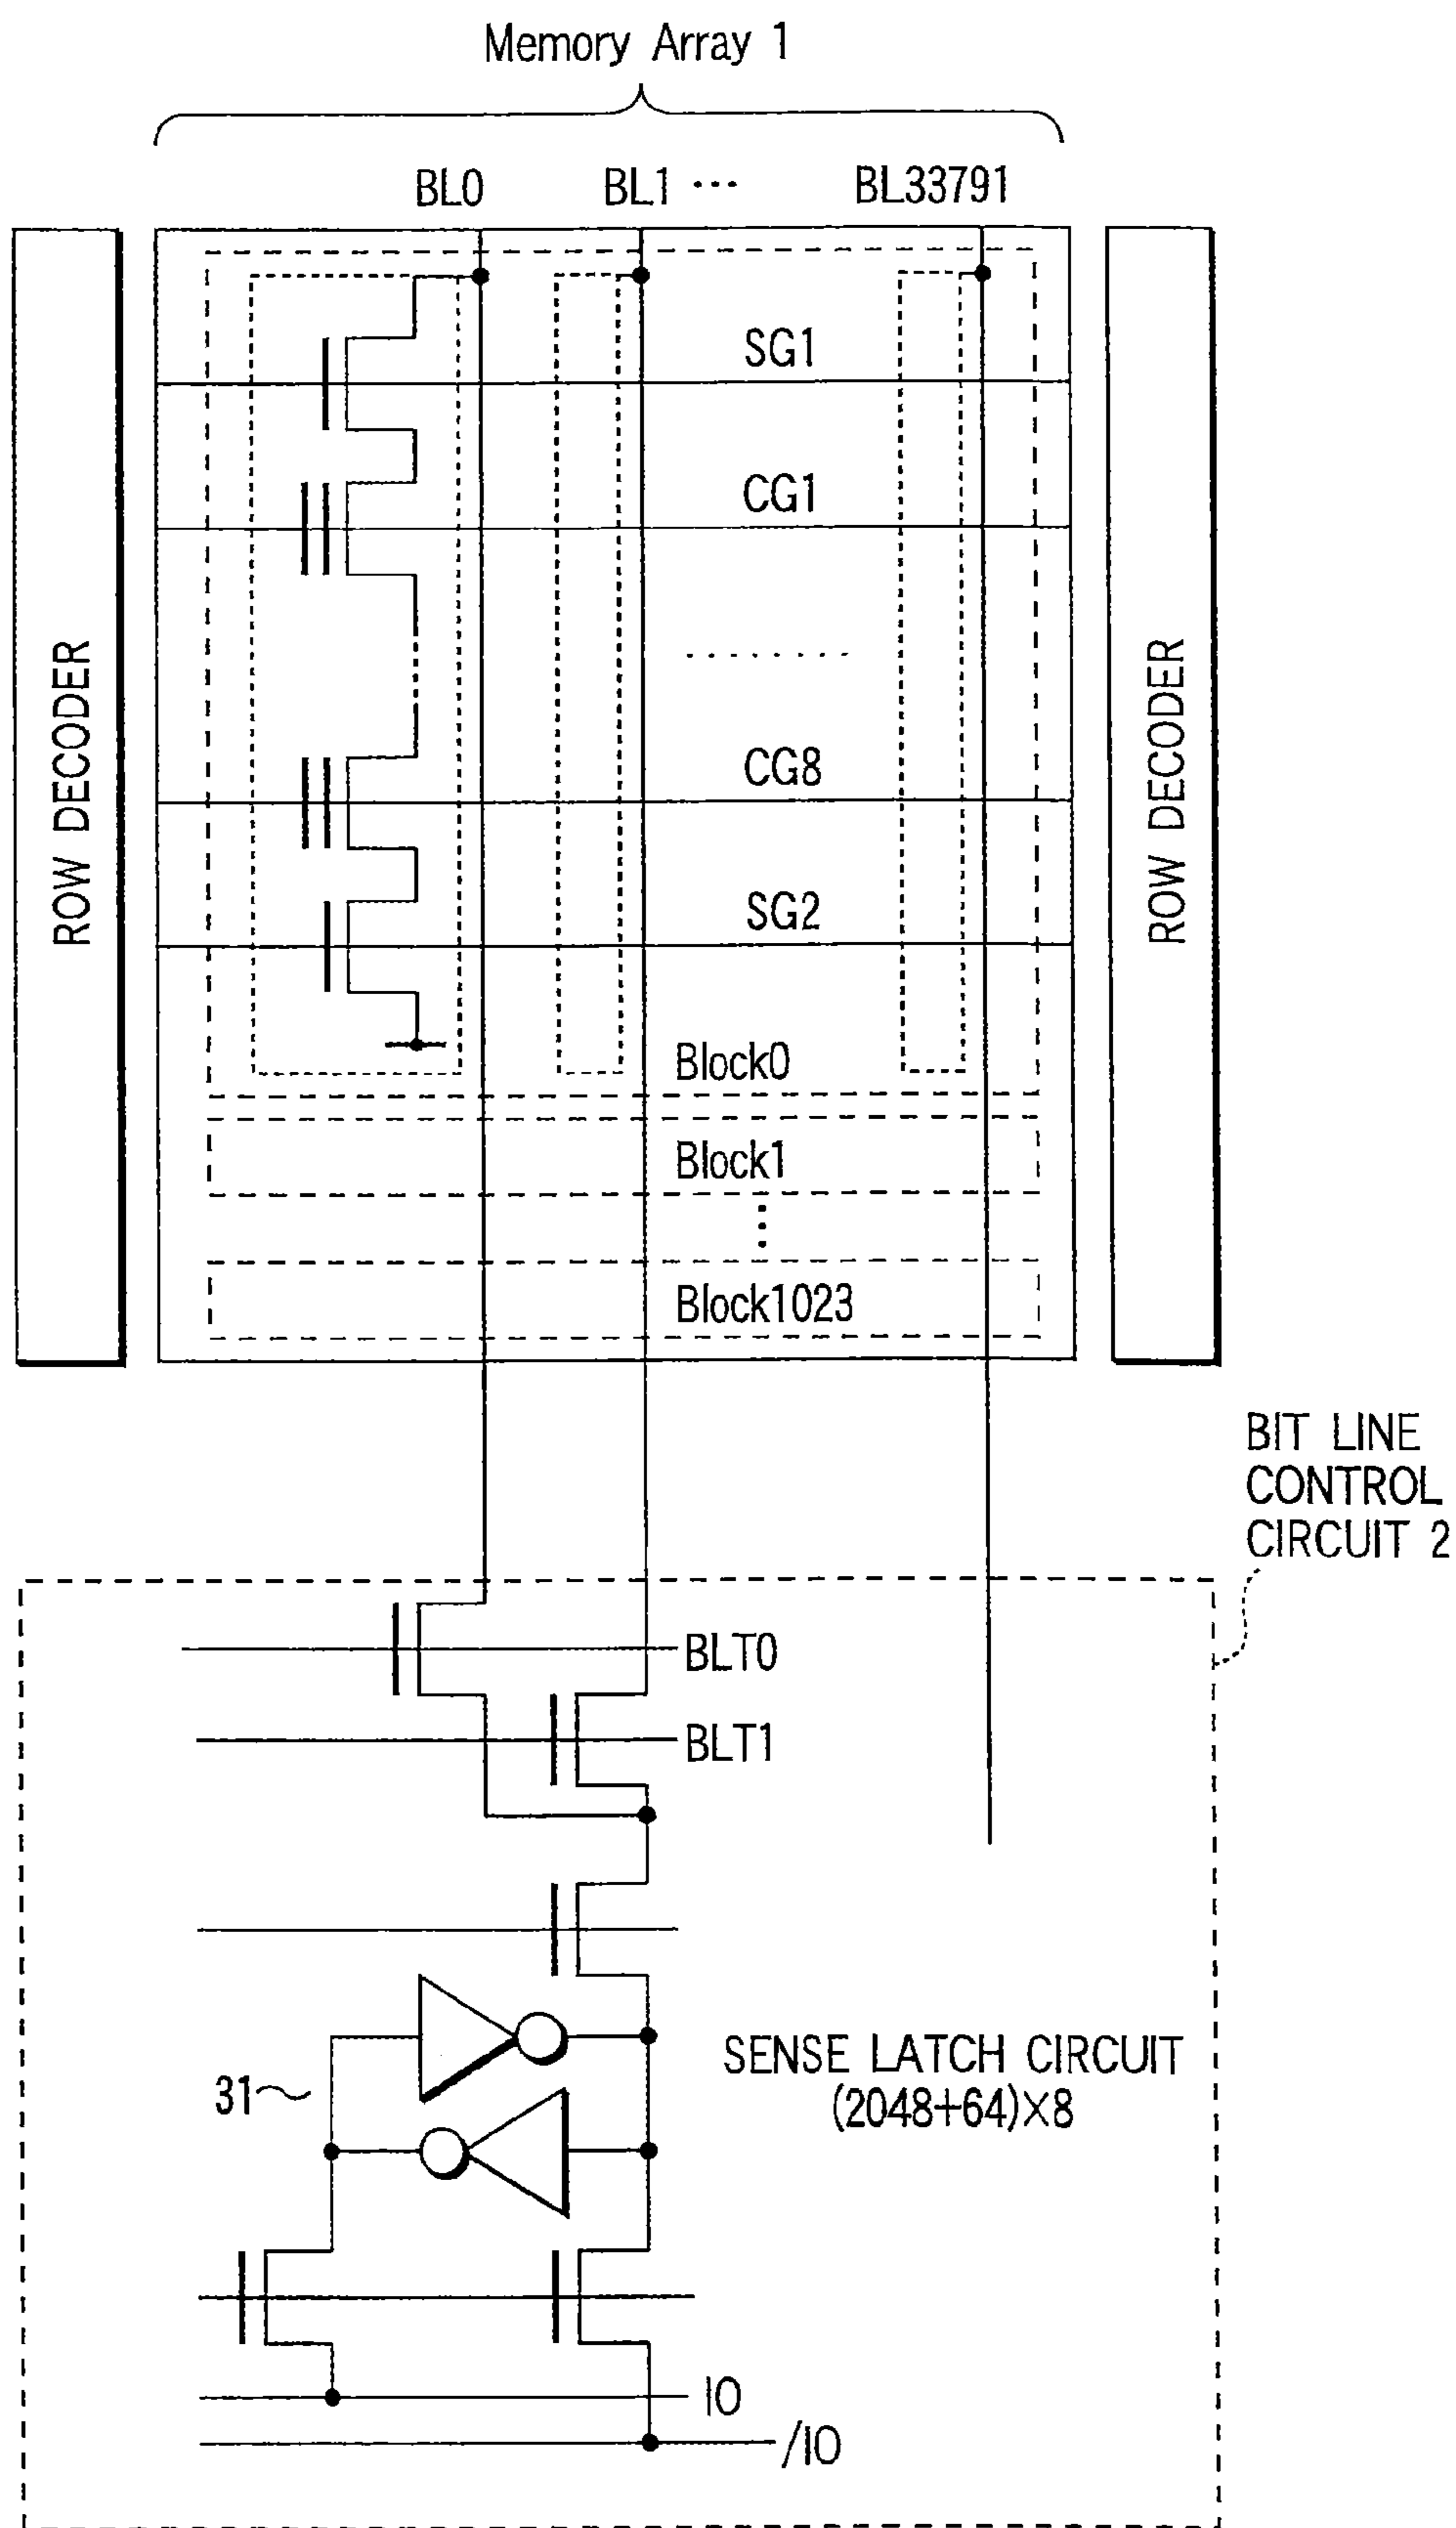 Memory Array 1
BL0 BL1 ... BL33791
SG1
CG1
.........
CG8
SG2
ROW DECODER
ROW DECODER
Block0
Block1
Block1023
BIT LINE
CONTROL
CIRCUIT 2
BLT0
BLT1
31
SENSE LATCH CIRCUIT
(2048+64)X8
IO
/IO